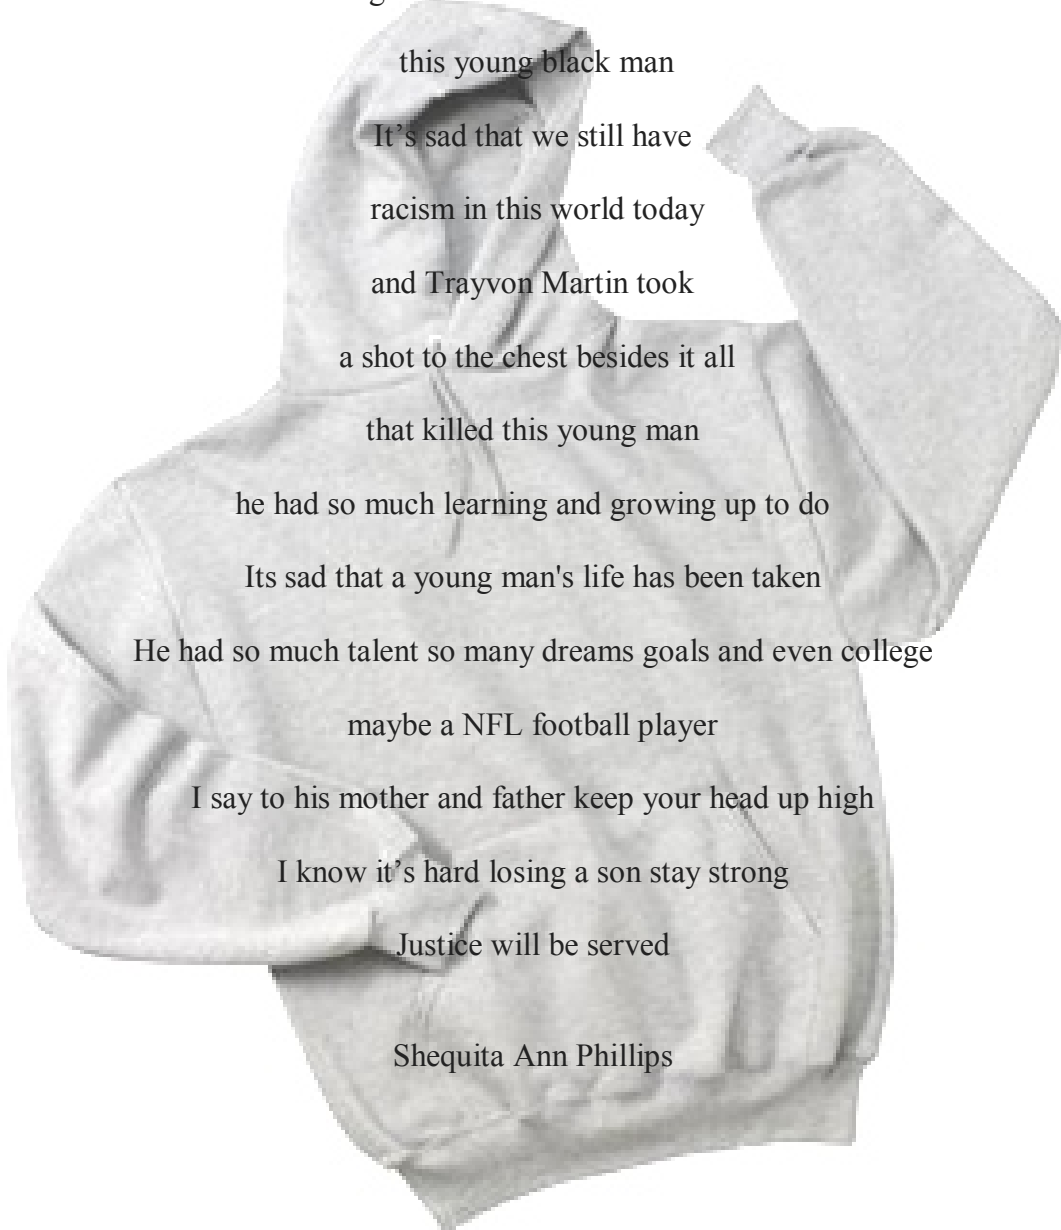 this young black man
It’s sad that we still have
racism in this world today
and Trayvon Martin took
a shot to the chest besides it all
that killed this young man
he had so much learning and growing up to do
Its sad that a young man's life has been taken
He had so much talent so many dreams goals and even college
maybe a NFL football player
I say to his mother and father keep your head up high
I know it’s hard losing a son stay strong
Justice will be served
Shequita Ann Phillips